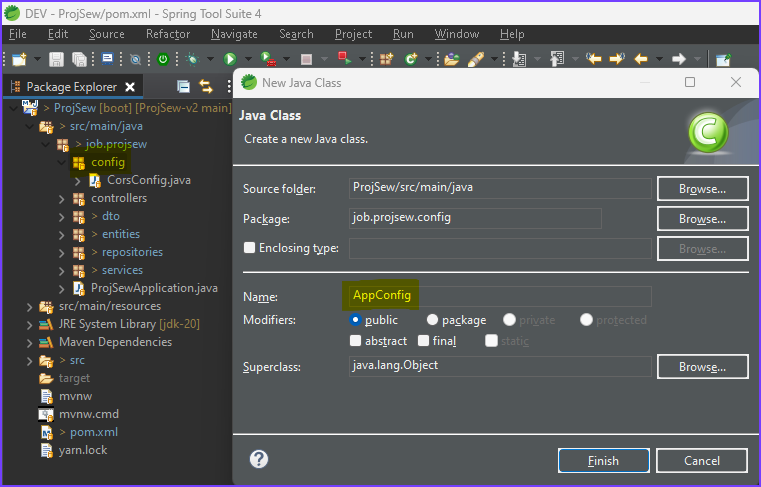 DEV - ProjSew/pom.xml - Spring Tool Suite 4
File Edit Source Refactor Navigate Search Project Run Window Help
Package Explorer
ProjSew [boot] [ProjSew-v2 main]
src/main/java
job.projsew
config
CorsConfig.java
controllers
dto
entities
repositories
services
ProjSewApplication.java
src/main/resources
JRE System Library [jdk-20]
Maven Dependencies
src
target
mvnw
mvnw.cmd
pom.xml
yarn.lock
New Java Class
Java Class
Create a new Java class.
Source folder: ProjSew/src/main/java Browse...
Package: job.projsew.config Browse...
Enclosing type: Browse...
Name: AppConfig
Modifiers: public package private protected
abstract final static
Superclass: java.lang.Object Browse...
Finish Cancel